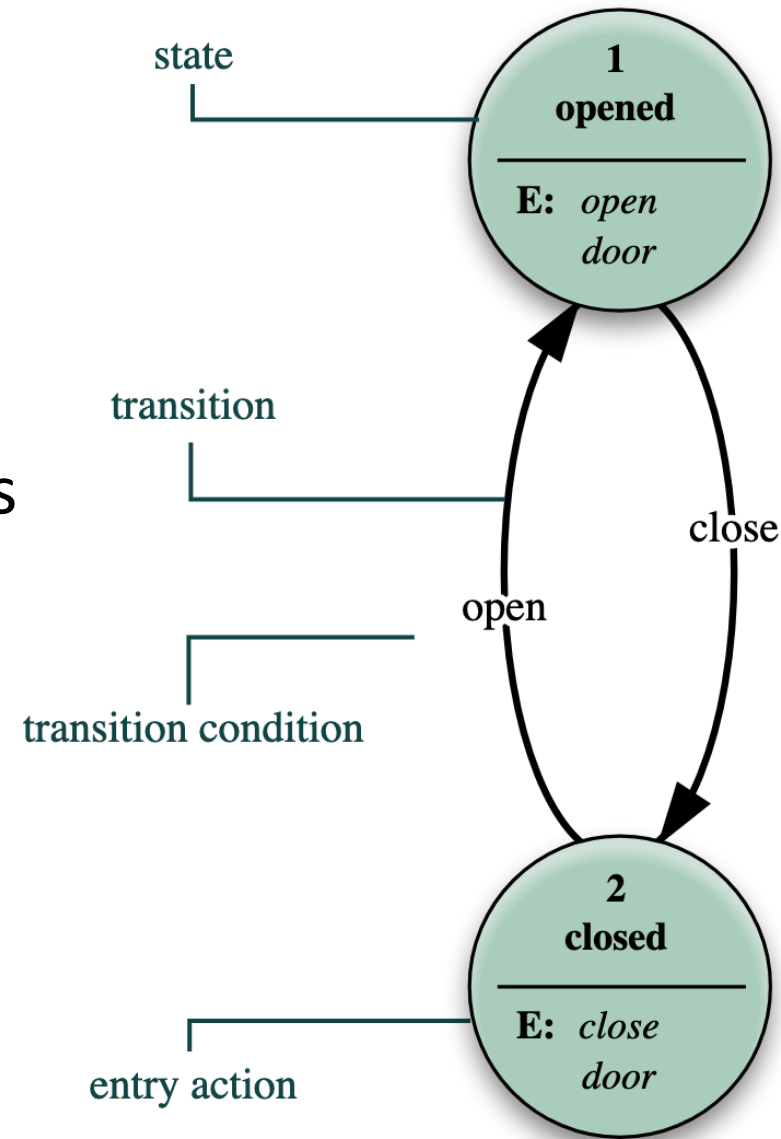 state
1
opened
E: open
door
transition
s
close
open
transition condition
2
closed
E: close
door
entry action